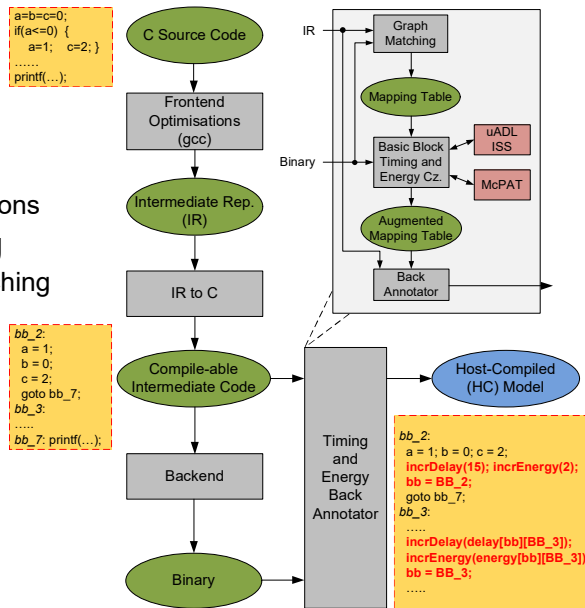 a=b=c=0;
if(a<=0) {
a=1; c=2; }
......
printf(…);
C Source Code
Frontend
Optimisations
(gcc)
Intermediate Rep.
(IR)
IR to C
Compile-able
Intermediate Code
Backend
Binary
ons
hing
bb_2:
a = 1;
b = 0;
c = 2;
goto bb_7;
bb_3:
…..
bb_7: printf(…);
IR
Binary
Graph
Matching
Mapping Table
Basic Block
Timing and
Energy Cz.
uADL
ISS
McPAT
Augmented
Mapping Table
Back
Annotator
Timing
and
Energy
Back
Annotator
Host-Compiled
(HC) Model
bb_2:
a = 1; b = 0; c = 2;
incrDelay(15); incrEnergy(2);
bb = BB_2;
goto bb_7;
bb_3:
…..
incrDelay(delay[bb][BB_3]);
incrEnergy(energy[bb][BB_3])
bb = BB_3;
…..